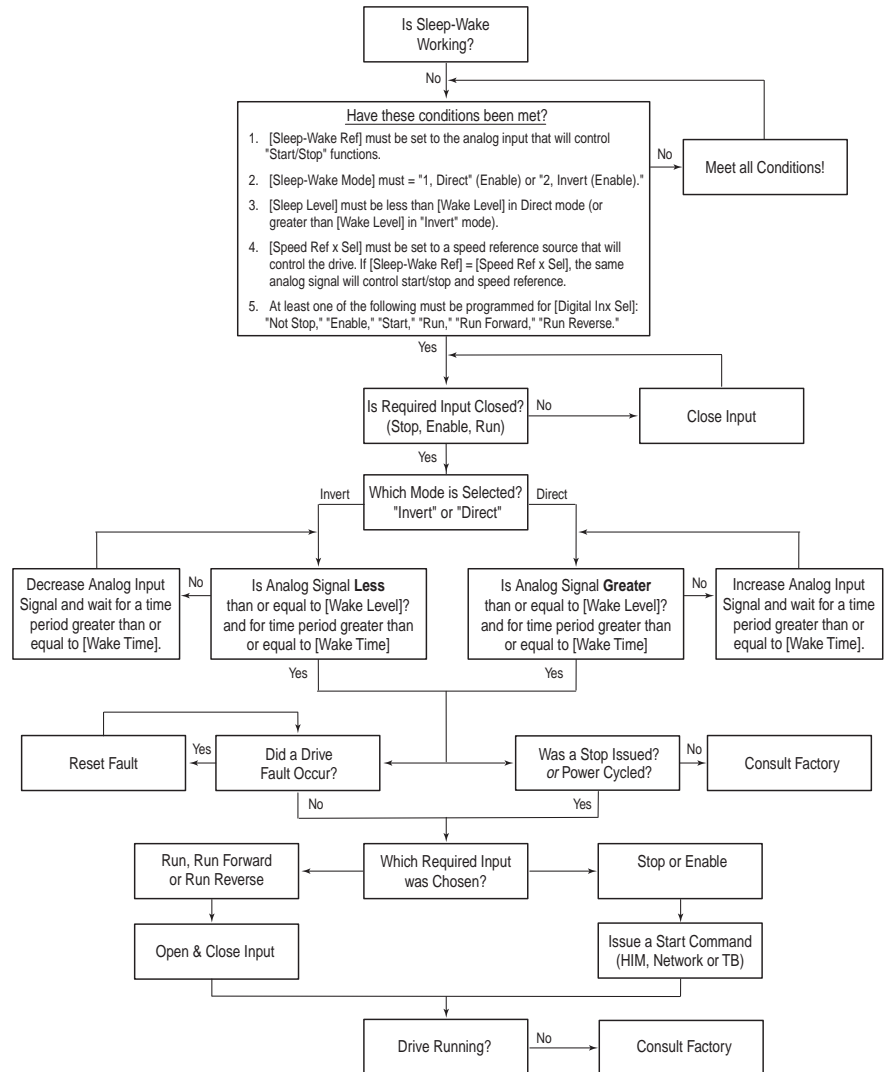 Is Sleep-Wake
Working?
No
Have these conditions been met?
1. [Sleep-Wake Ref] must be set to the analog input that will control
"Start/Stop" functions.
2. [Sleep-Wake Mode] must = "1, Direct" (Enable) or "2, Invert (Enable)."
3. [Sleep Level] must be less than [Wake Level] in Direct mode (or
greater than [Wake Level] in "Invert" mode).
4. [Speed Ref x Sel] must be set to a speed reference source that will
control the drive. If [Sleep-Wake Ref] = [Speed Ref x Sel], the same
analog signal will control start/stop and speed reference.
5. At least one of the following must be programmed for [Digital Inx Sel]:
"Not Stop," "Enable," "Start," "Run," "Run Forward," "Run Reverse."
No
Meet all Conditions!
Yes
Is Required Input Closed?
(Stop, Enable, Run)
No
Close Input
Yes
Which Mode is Selected?
"Invert" or "Direct"
Invert
Direct
Decrease Analog Input
Signal and wait for a time
period greater than or
equal to [Wake Time].
No
Is Analog Signal Less
than or equal to [Wake Level]?
and for time period greater than
or equal to [Wake Time]
Is Analog Signal Greater
than or equal to [Wake Level]?
and for time period greater than
or equal to [Wake Time]
No
Increase Analog Input
Signal and wait for a time
period greater than or
equal to [Wake Time].
Yes
Yes
Reset Fault
Yes
Did a Drive
Fault Occur?
Was a Stop Issued?
or Power Cycled?
No
Consult Factory
No
Yes
Run, Run Forward
or Run Reverse
Which Required Input
was Chosen?
Stop or Enable
Open & Close Input
Issue a Start Command
(HIM, Network or TB)
Drive Running?
No
Consult Factory